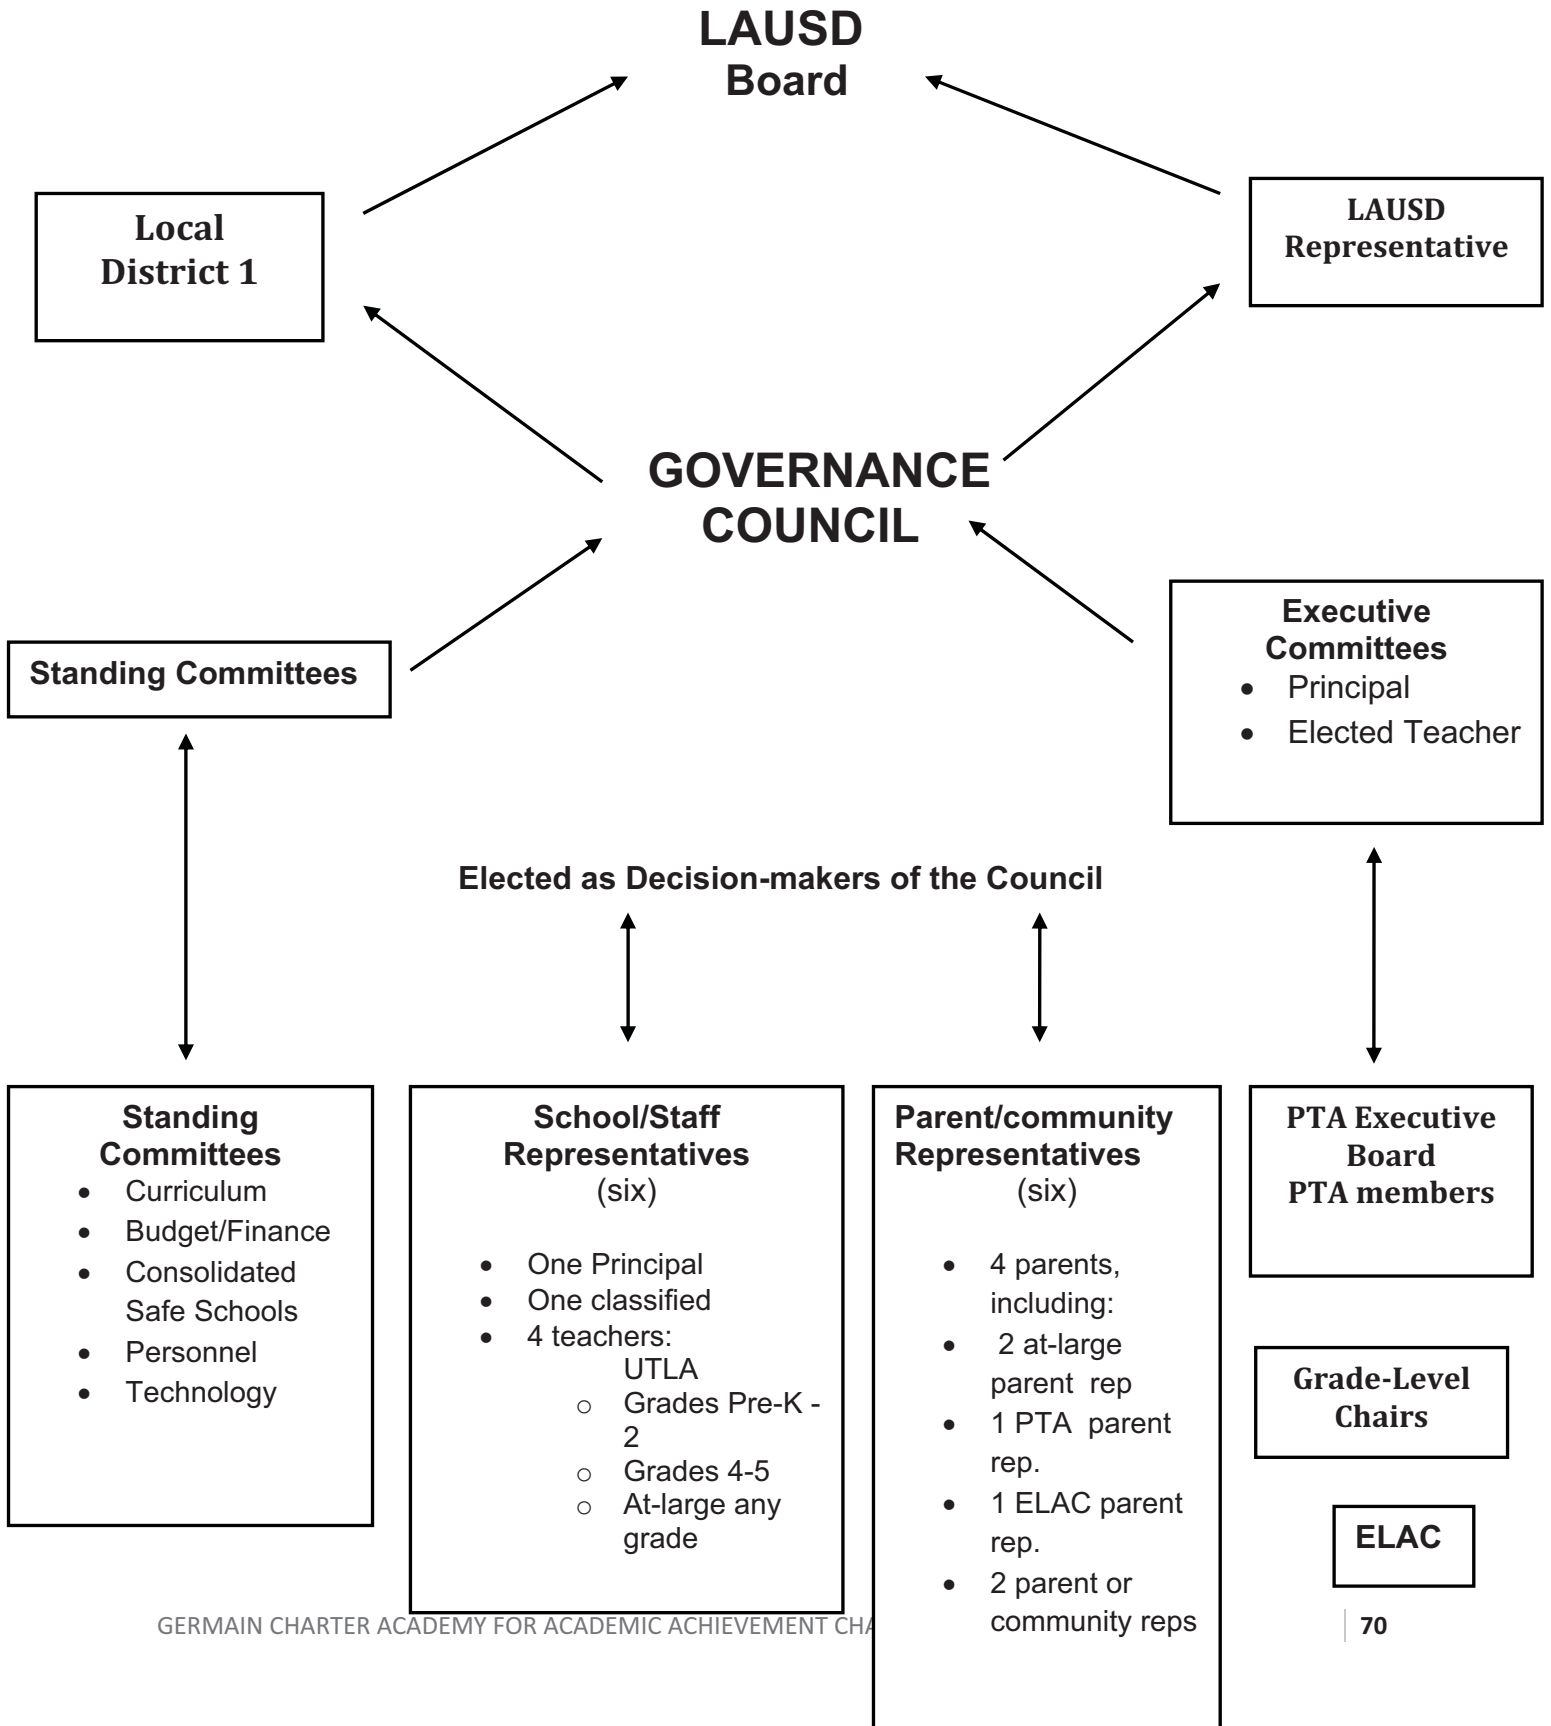 LAUSD
Board
Local
District 1
LAUSD
Representative
GOVERNANCE
COUNCIL
Standing Committees
Executive
Committees
• Principal
• Elected Teacher
Elected as Decision-makers of the Council
Standing
Committees
• Curriculum
• Budget/Finance
• Consolidated
Safe Schools
• Personnel
• Technology
School/Staff
Representatives
(six)
• One Principal
• One classified
• 4 teachers:
UTLA
o Grades Pre-K -
2
o Grades 4-5
o At-large any
grade
Parent/community
Representatives
(six)
• 4 parents,
including:
• 2 at-large
parent rep
• 1 PTA parent
rep.
• 1 ELAC parent
rep.
• 2 parent or
community reps
PTA Executive
Board
PTA members
Grade-Level
Chairs
ELAC
GERMAIN CHARTER ACADEMY FOR ACADEMIC ACHIEVEMENT CHA
70